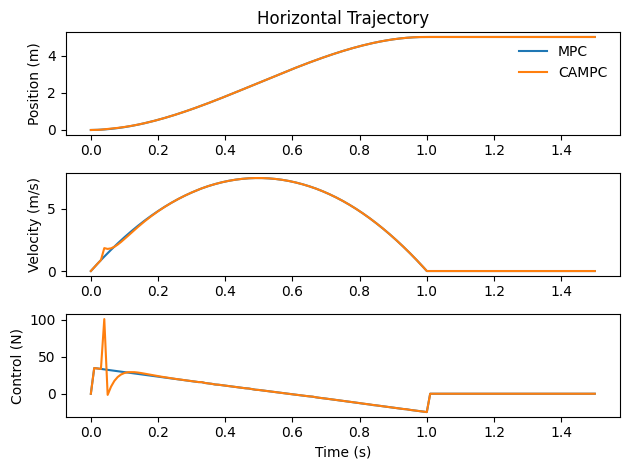 Horizontal Trajectory
Position (m)
4
2
0
MPC
CAMPC
0.0 0.2 0.4 0.6 0.8 1.0 1.2 1.4
Velocity (m/s)
5
0
0.0 0.2 0.4 0.6 0.8 1.0 1.2 1.4
Control (N)
100
50
0
0.0 0.2 0.4 0.6 0.8 1.0 1.2 1.4
Time (s)